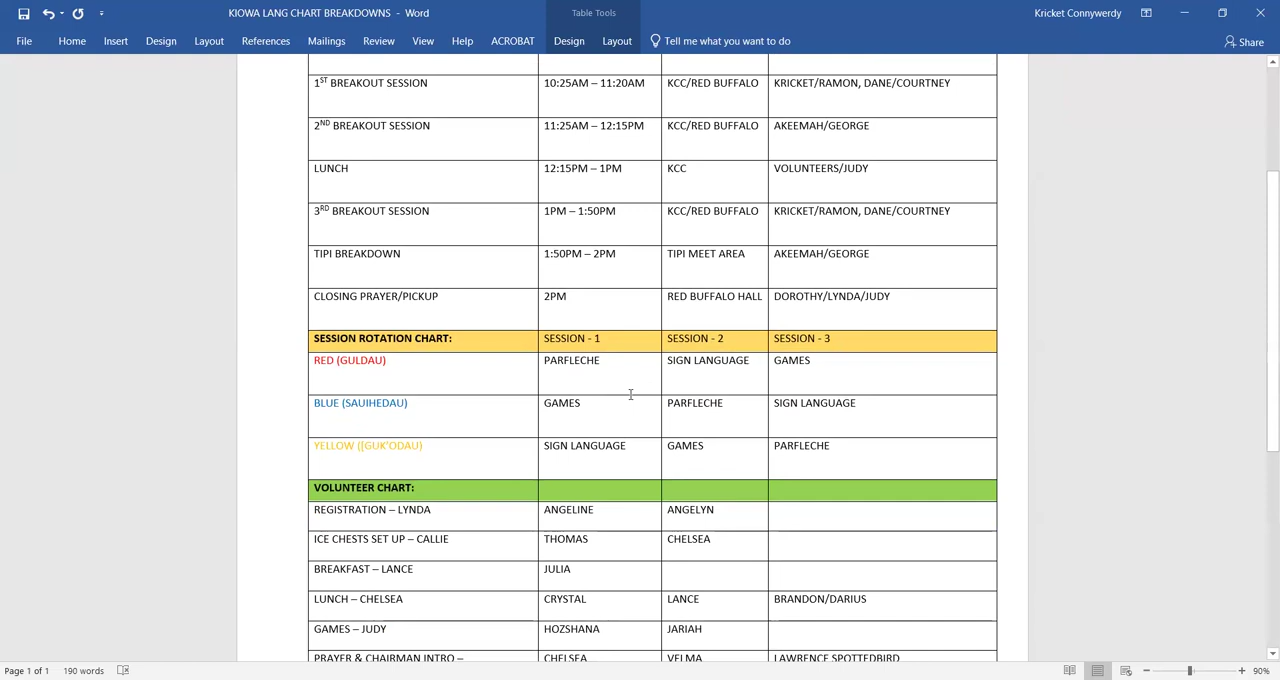 KIOWA LANG CHART BREAKDOWNS - Word
Table Tools
Kricket Connywerdy
File Home Insert Design Layout References Mailings Review View Help ACROBAT Design Layout Tell me what you want to do Share
1ST BREAKOUT SESSION 10:25AM – 11:20AM KCC/RED BUFFALO KRICKET/RAMON, DANE/COURTNEY
2ND BREAKOUT SESSION 11:25AM – 12:15PM KCC/RED BUFFALO AKEEMAH/GEORGE
LUNCH 12:15PM – 1PM KCC VOLUNTEERS/JUDY
3RD BREAKOUT SESSION 1PM – 1:50PM KCC/RED BUFFALO KRICKET/RAMON, DANE/COURTNEY
TIPI BREAKDOWN 1:50PM – 2PM TIPI MEET AREA AKEEMAH/GEORGE
CLOSING PRAYER/PICKUP 2PM RED BUFFALO HALL DOROTHY/LYNDA/JUDY
SESSION ROTATION CHART: SESSION - 1 SESSION - 2 SESSION - 3
RED (GULDAU) PARFLECHE SIGN LANGUAGE GAMES
BLUE (SAUIHEDAU) GAMES PARFLECHE SIGN LANGUAGE
YELLOW ([GUK'ODAU) SIGN LANGUAGE GAMES PARFLECHE
VOLUNTEER CHART:
REGISTRATION – LYNDA ANGELINE ANGELYN
ICE CHESTS SET UP – CALLIE THOMAS CHELSEA
BREAKFAST – LANCE JULIA
LUNCH – CHELSEA CRYSTAL LANCE BRANDON/DARIUS
GAMES – JUDY HOZSHANA JARIAH
PRAYER & CHAIRMAN INTRO – CHELSEA VELMA LAWRENCE SPOTTEDBIRD
Page 1 of 1 190 words 90%